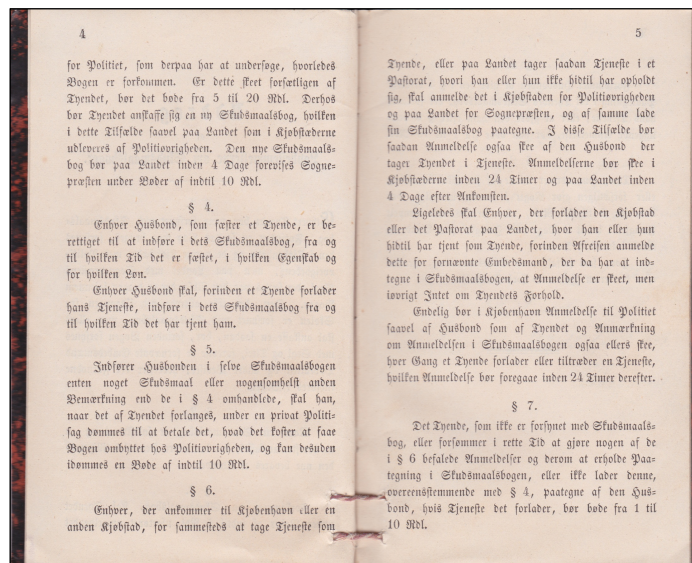 4
for Politiet, som derpaa har at undersøge, hvorledes
Bogen er forkommen. Er dette skeet forsætligen af
Tyendet, bør det bøde fra 5 til 20 Rdl. Derhos
bør Tyendet anskaffe sig en ny Skudsmaalsbog, hvilken
i dette Tilfælde saavel paa Landet som i Kjøbstæderne
udleveres af Politiøvrigheden. Den nye Skudsmaals-
bog bør paa Landet inden 4 Dage forevises Sogne-
præsten under Bøder af indtil 10 Rdl.
§ 4.
Enhver Husbond, som fæster et Tyende, er be-
rettiget til at indføre i dets Skudsmaalsbog, fra og
til hvilken Tid det er fæstet, i hvilken Egenskab og
for hvilken Løn.
Enhver Husbond skal, forinden et Tyende forlader
hans Tjeneste, indføre i dets Skudsmaalsbog fra og
til hvilken Tid det har tjent ham.
§ 5.
Indfører Husbonden i selve Skudsmaalsbogen
enten noget Skudsmaal eller nogensomhelst anden
Bemærkning end de i § 4 omhandlede, skal han,
naar det af Tyendet forlanges, under en privat Politi-
sag dømmes til at betale det, hvad det koster at faae
Bogen ombyttet hos Politiøvrigheden, og kan desuden
idømmes en Bøde af indtil 10 Rdl.
§ 6.
Enhver, der ankommer til Kjøbenhavn eller en
anden Kjøbstad, for sammesteds at tage Tjeneste som
5
Tyende, eller paa Landet tager saadan Tjeneste i et
Pastorat, hvori han eller hun ikke hidtil har opholdt
sig, skal anmelde det i Kjøbstaden for Politiøvrigheden
og paa Landet for Sognepræsten, og af samme lade
sin Skudsmaalsbog paategne. I disse Tilfælde bør
saadan Anmeldelse ogsaa skee af den Husbond der
tager Tyendet i Tjeneste. Anmeldelserne bør skee i
Kjøbstæderne inden 24 Timer og paa Landet inden
4 Dage efter Ankomsten.
Ligeledes skal Enhver, der forlader den Kjøbstad
eller det Pastorat paa Landet, hvor han eller hun
hidtil har tjent som Tyende, forinden Afreisen anmelde
dette for fornævnte Embedsmand, der da har at ind-
tegne i Skudsmaalsbogen, at Anmeldelse er skeet, men
iøvrigt Intet om Tyendets Forhold.
Endelig bør i Kjøbenhavn Anmeldelse til Politiet
saavel af Husbond som af Tyendet og Anmærkning
om Anmeldelsen i Skudsmaalsbogen ogsaa ellers skee,
hver Gang et Tyende forlader eller tiltræder en Tjeneste,
hvilken Anmeldelse bør foregaae inden 24 Timer derefter.
§ 7.
Det Tyende, som ikke er forsynet med Skudsmaals-
bog, eller forsømmer i rette Tid at gjøre nogen af de
i § 6 befalede Anmeldelser og derom at erholde Paa-
tegning i Skudsmaalsbogen, eller ikke lader denne,
overeensstemmende med § 4, paategne af den Hus-
bond, hvis Tjeneste det forlader, bør bøde fra 1 til
10 Rdl.